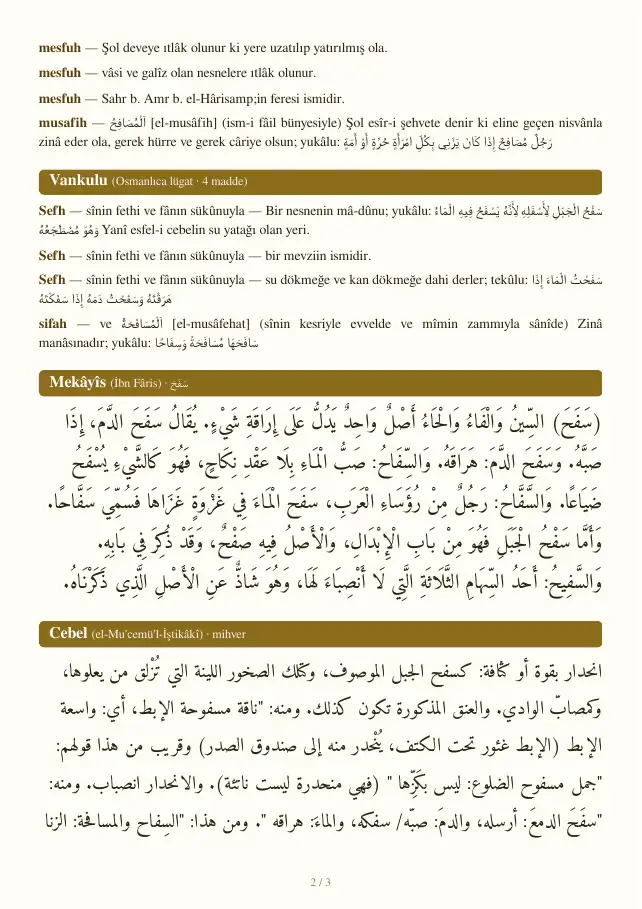 mesfuh — Şol deveye ıtlâk olunur ki yere uzatılıp yatırılmış ola.
mesfuh — vâsi ve galîz olan nesnelere ıtlâk olunur.
mesfuh — Sahr b. Amr b. el-Hârisamp;in feresi ismidir.
musafih — اَلْمُسَافِحُ [el-musâfih] (ism-i fâil bünyesiyle) Şol esîr-i şehvete denir ki eline geçen nisvânla
zinâ eder ola, gerek hürre ve gerek câriye olsun; yukâlu: رَجُلٌ مُسَافِحٌ إِذَا كَانَ يَزْنِي بِكُلِّ امْرَأَةٍ حُرَّةٍ أَوْ أَمَةٍ
Vankulu (Osmanlıca lügat · 4 madde)
Sefh — sînin fethi ve fânın sükûnuyla — Bir nesnenin mâ-dûnu; yukâlu: سَفْحُ الْجَبَلِ لِأَسْفَلِهِ لِأَنَّهُ يَسْفَحُ فِيهِ الْمَاءُ
وَهُوَ مُضْطَجَعُهُ Yanî esfel-i cebelin su yatağı olan yeri.
Sefh — sînin fethi ve fânın sükûnuyla — bir mevziin ismidir.
Sefh — sînin fethi ve fânın sükûnuyla — su dökmeğe ve kan dökmeğe dahi derler; tekûlu: سَفَحْتُ الْمَاءَ إِذَا
هَرَقْتَهُ وَسَفَحْتُ دَمَهُ إِذَا سَفَكْتَهُ
sifah — ve اَلْمُسَافَحَةُ [el-musâfehat] (sînin kesriyle evvelde ve mîmin zammıyla sânîde) Zinâ
manâsınadır; yukâlu: سَافَحَهَا مُسَافَحَةً وَسِفَاحًا
Mekâyîs (İbn Fâris) · سَفَحَ
(سَفَحَ) السِّينُ وَالْفَاءُ وَالْحَاءُ أَصْلٌ وَاحِدٌ يَدُلُّ عَلَى إِرَاقَةِ شَيْءٍ. يُقَالُ سَفَحَ الدَّمَ، إِذَا
صَبَّهُ. وَسَفَحَ الدَّمَ: هَرَاقَهُ. وَالسِّفَاحُ: صَبُّ الْمَاءِ بِلَا عَقْدِ نِكَاحٍ، فَهُوَ كَالشَّيْءِ يُسْفَحُ
ضَيَاعًا. وَالسَّفَّاحُ: رَجُلٌ مِنْ رُؤَسَاءِ الْعَرَبِ، سَفَحَ الْمَاءَ فِي غَزْوَةٍ غَزَاهَا فَسُمِّيَ سَفَّاحًا.
وَأَمَّا سَفْحُ الْجَبَلِ فَهُوَ مِنْ بَابِ الْإِبْدَالِ، وَالْأَصْلُ فِيهِ صَفْحٌ، وَقَدْ ذُكِرَ فِي بَابِهِ.
وَالسَّفِيحُ: أَحَدُ السِّهَامِ الثَّلَاثَةِ الَّتِي لَا أَنْصِبَاءَ لَهَا، وَهُوَ شَاذٌّ عَنِ الْأَصْلِ الَّذِي ذَكَرْنَاهُ.
Cebel (el-Mu'cemü'l-İştikâkî) · mihver
انحدار بقوة أو كثافة: كسفح الجبل الموصوف، وكتلك الصخور اللينة التي تُزْلق من يعلوها،
وكمصابّ الوادي. والعنق المذكورة تكون كذلك. ومنه: "ناقة مسفوحة الإبط، أي: واسعة
الإبط (الإبط غئور تحت الكتف، يُنْحدر منه إلى صندوق الصدر) وقريب من هذا قولهم:
"جمل مسفوح الضلوع: ليس بكَزِّها " (فهي منحدرة ليست ناتئة). والانحدار انصباب. ومنه:
"سفَحَ الدمعَ: أرسله، والدمَ: صبّه/ سفكه، والماءَ: هراقه ". ومن هذا: "السِفاح والمسافحة: الزنا
2 / 3